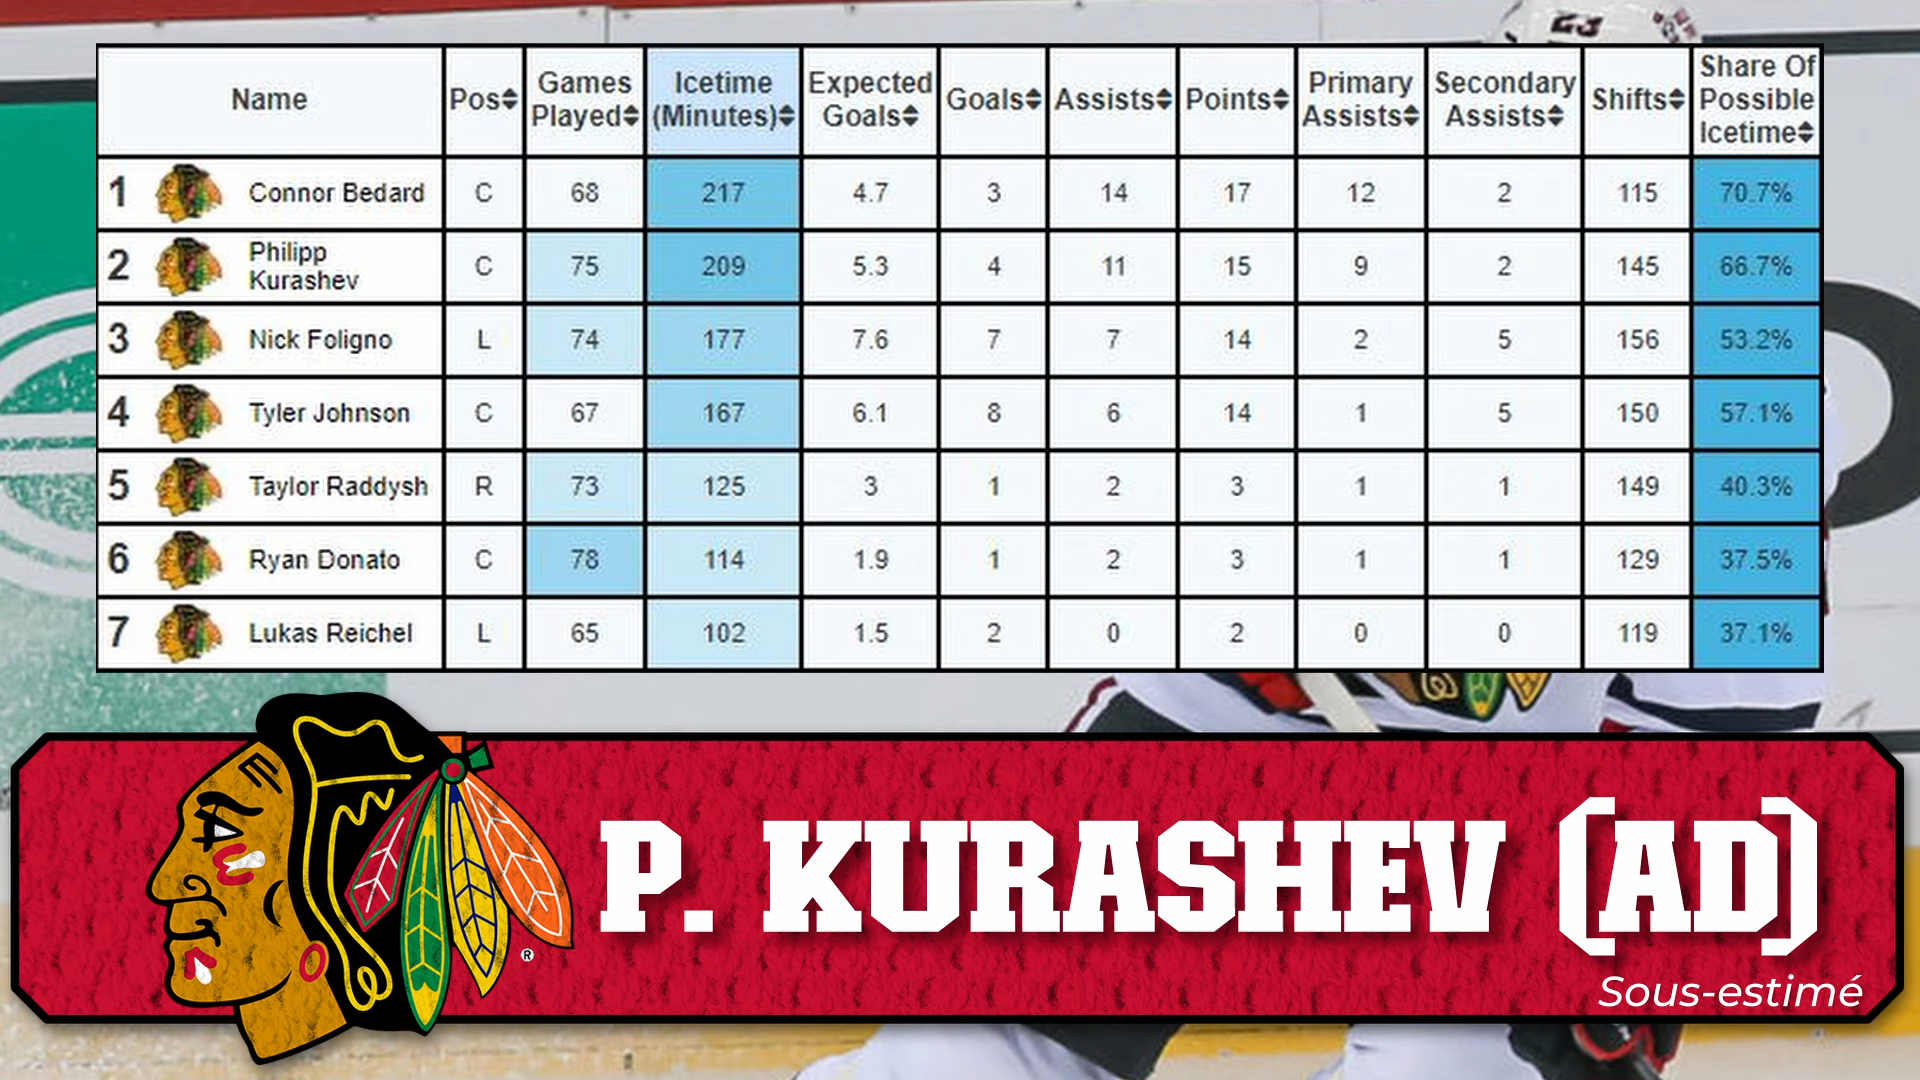 Name Pos Games Played Icetime (Minutes) Expected Goals Goals Assists Points Primary Assists Secondary Assists Shifts Share Of Possible Icetime
1 Connor Bedard C 68 217 4.7 3 14 17 12 2 115 70.7%
2 Philipp Kurashev C 75 209 5.3 4 11 15 9 2 145 66.7%
3 Nick Foligno L 74 177 7.6 7 7 14 2 5 156 53.2%
4 Tyler Johnson C 67 167 6.1 8 6 14 1 5 150 57.1%
5 Taylor Raddysh R 73 125 3 1 2 3 1 1 149 40.3%
6 Ryan Donato C 78 114 1.9 1 2 3 1 1 129 37.5%
7 Lukas Reichel L 65 102 1.5 2 0 2 0 0 119 37.1%
P. KURASHEV (AD)
®
Sous-estimé